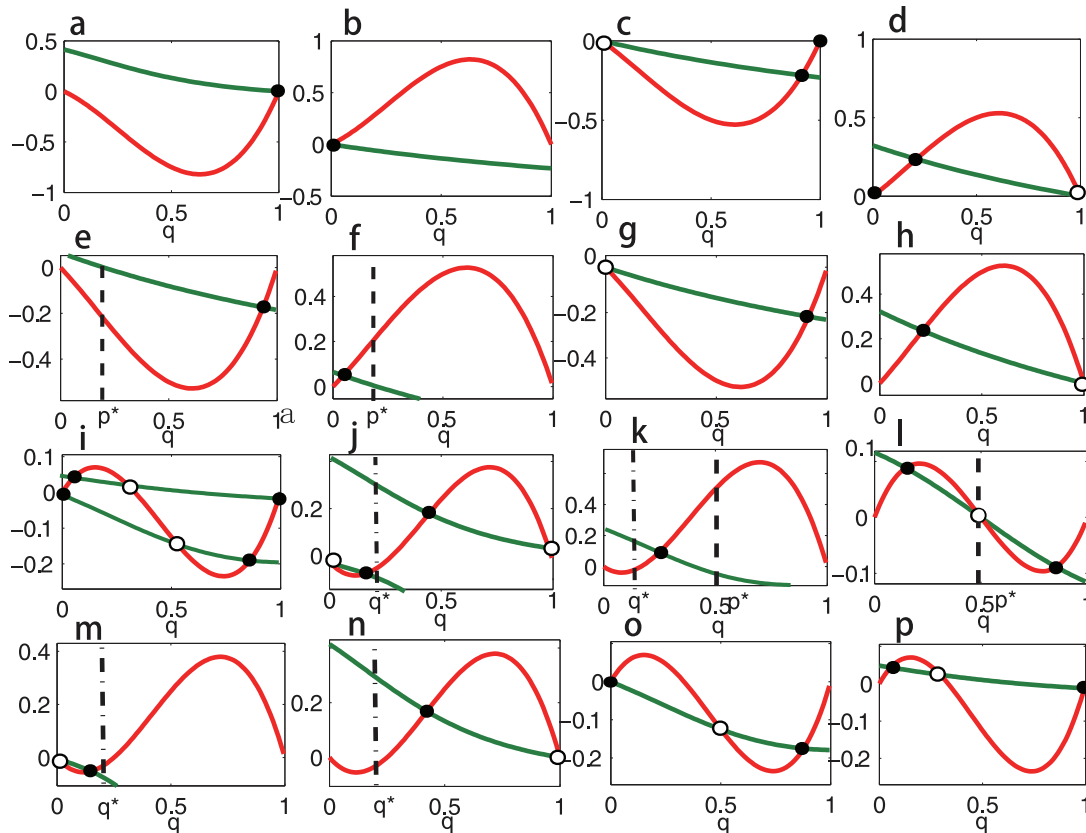 a b c d
0.5 1 0 1
0 0.5 -0.5 0.5
-0.5 0 -1 0
-1 -0.5
0 0.5 1 0 0.5 1 0 0.5 1 0 0.5 1
q q q q
e f g h
0 0.4 0 0.4
-0.2 0.2 -0.2 0.2
-0.4 0 -0.4 0
0 p* 0.5 1 a 0 p* 0.5 1 0 0.5 1 0 0.5 1
q q q q
i j k l
0.1 0.2 0.6 0.1
0 0 0.4 0
-0.1 0.2 -0.1
-0.2 0
0 0.5 1 0 q* 0.5 1 0 q* 0.5 p* 1 0 0.5 p* 1
q q q q
m n o p
0.4 0.2 0 0
0.2 0 -0.1 -0.1
0 -0.2 -0.2
0 q* 0.5 1 0 q* 0.5 1 0 0.5 1 0 0.5 1
q q q q